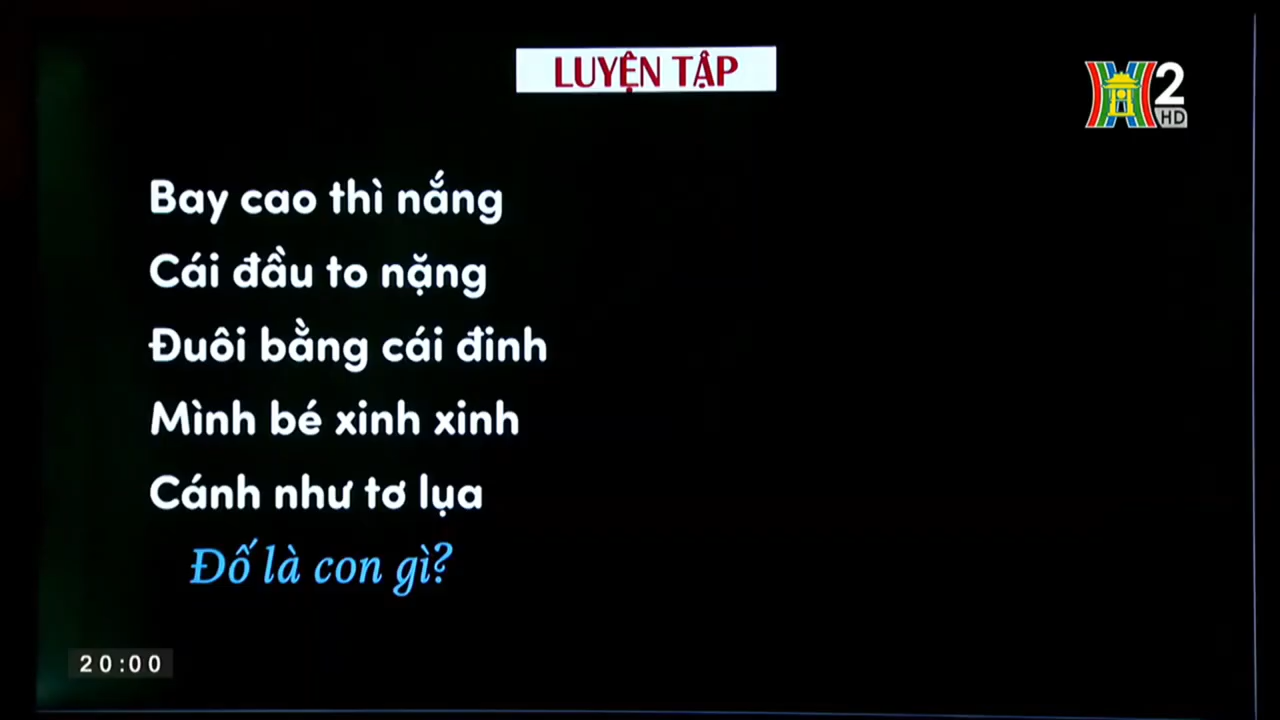 LUYỆN TẬP
2
HD
Bay cao thì nắng
Cái đầu to nặng
Đuôi bằng cái đinh
Mình bé xinh xinh
Cánh như tơ lụa
Đố là con gì?
20:00